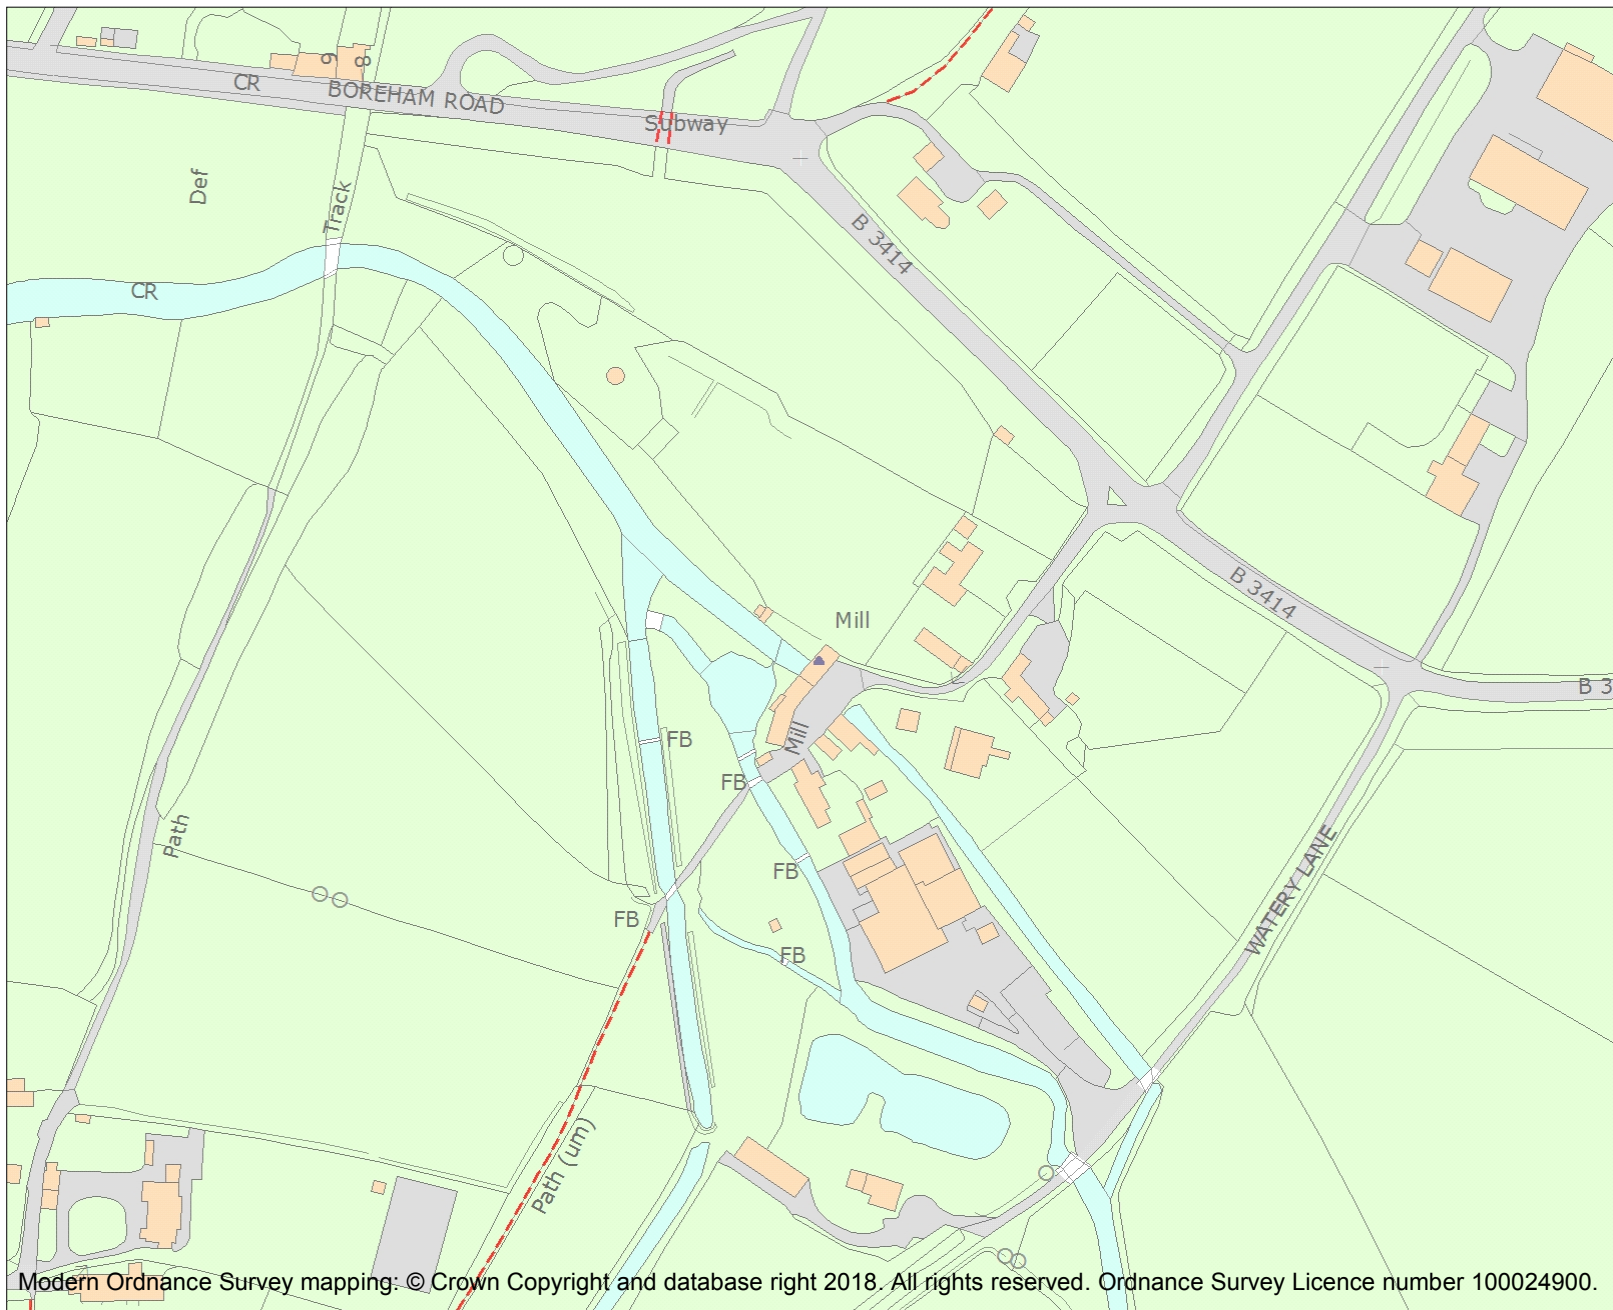 9
8
CR
BOREHAM ROAD
Subway
Def
Track
B 3414
CR
B 3414
Mill
B 3
FB
Mill
FB
Path
FB
WATERY LANE
FB
FB
Path (um)
Modern Ordnance Survey mapping: © Crown Copyright and database right 2018. All rights reserved. Ordnance Survey Licence number 100024900.